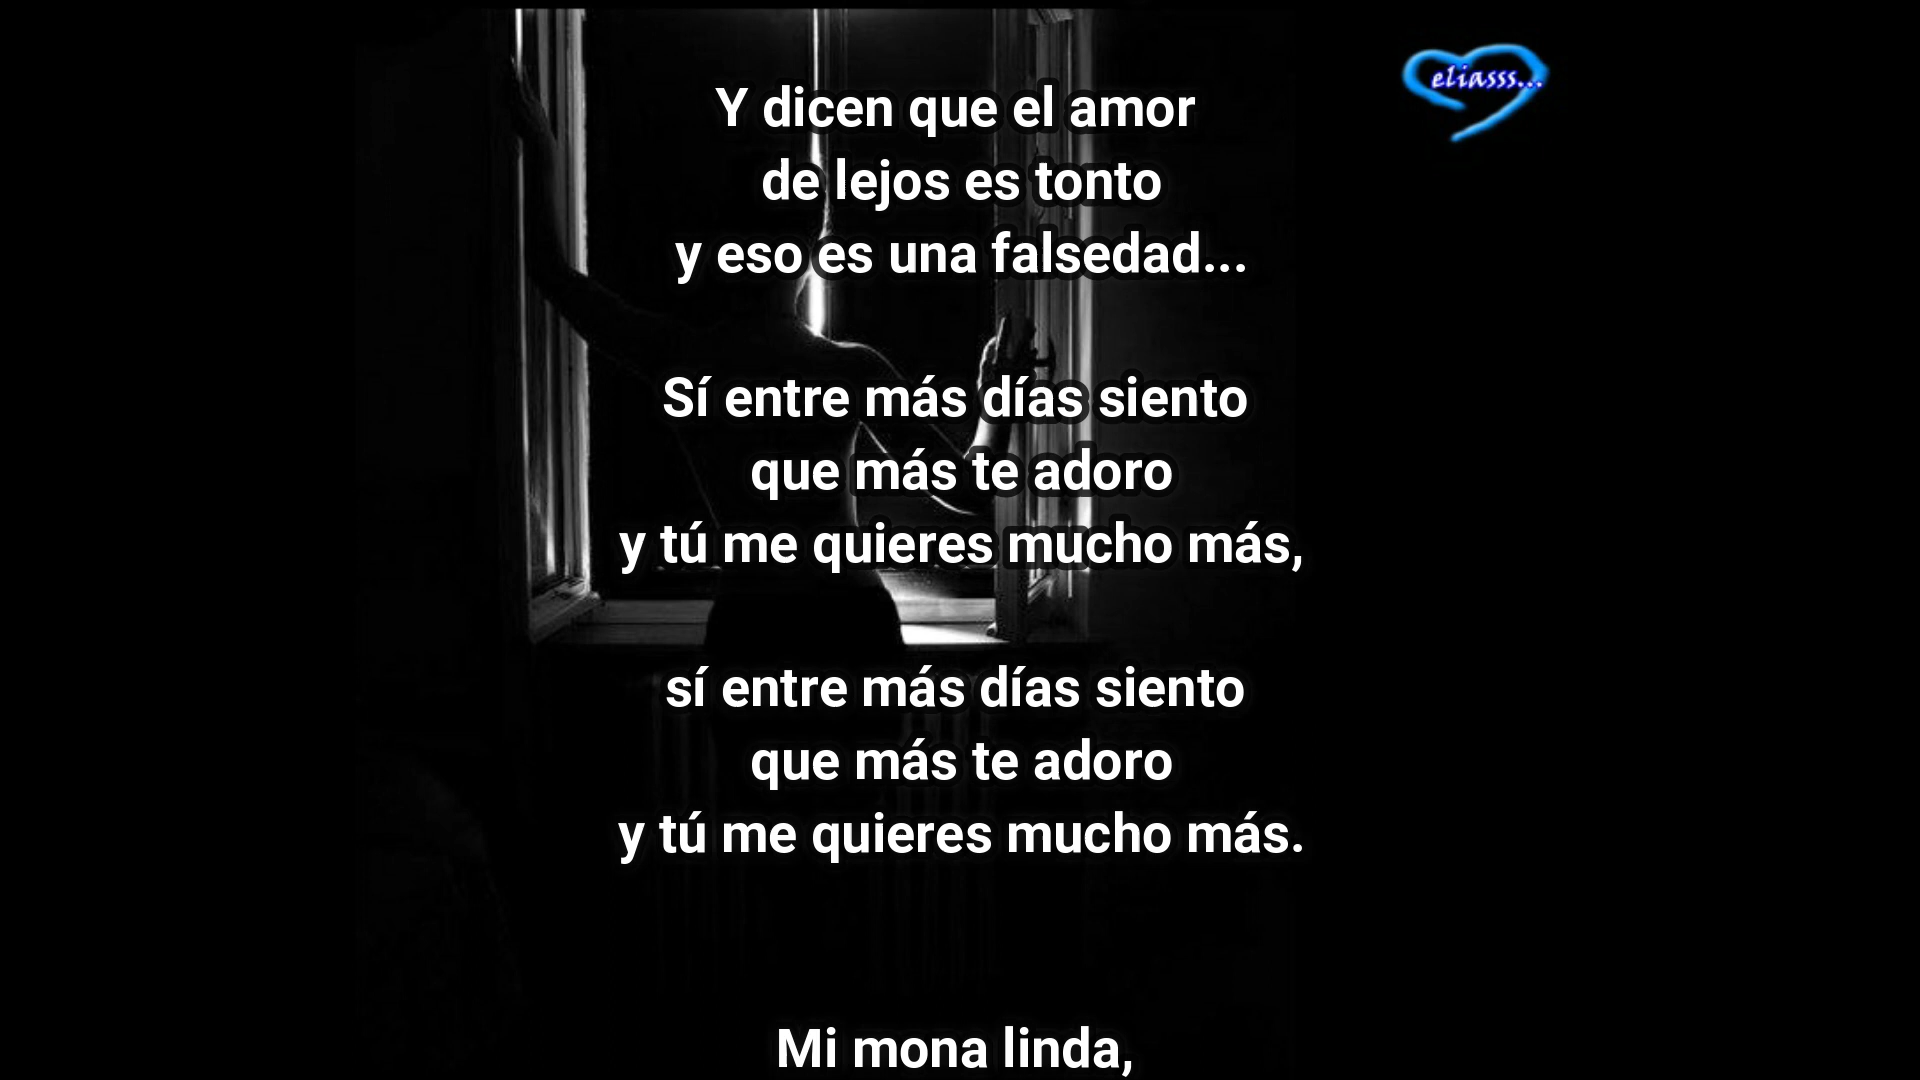 eliasss...
Y dicen que el amor
de lejos es tonto
y eso es una falsedad...
Sí entre más días siento
que más te adoro
y tú me quieres mucho más,
sí entre más días siento
que más te adoro
y tú me quieres mucho más.
Mi mona linda,